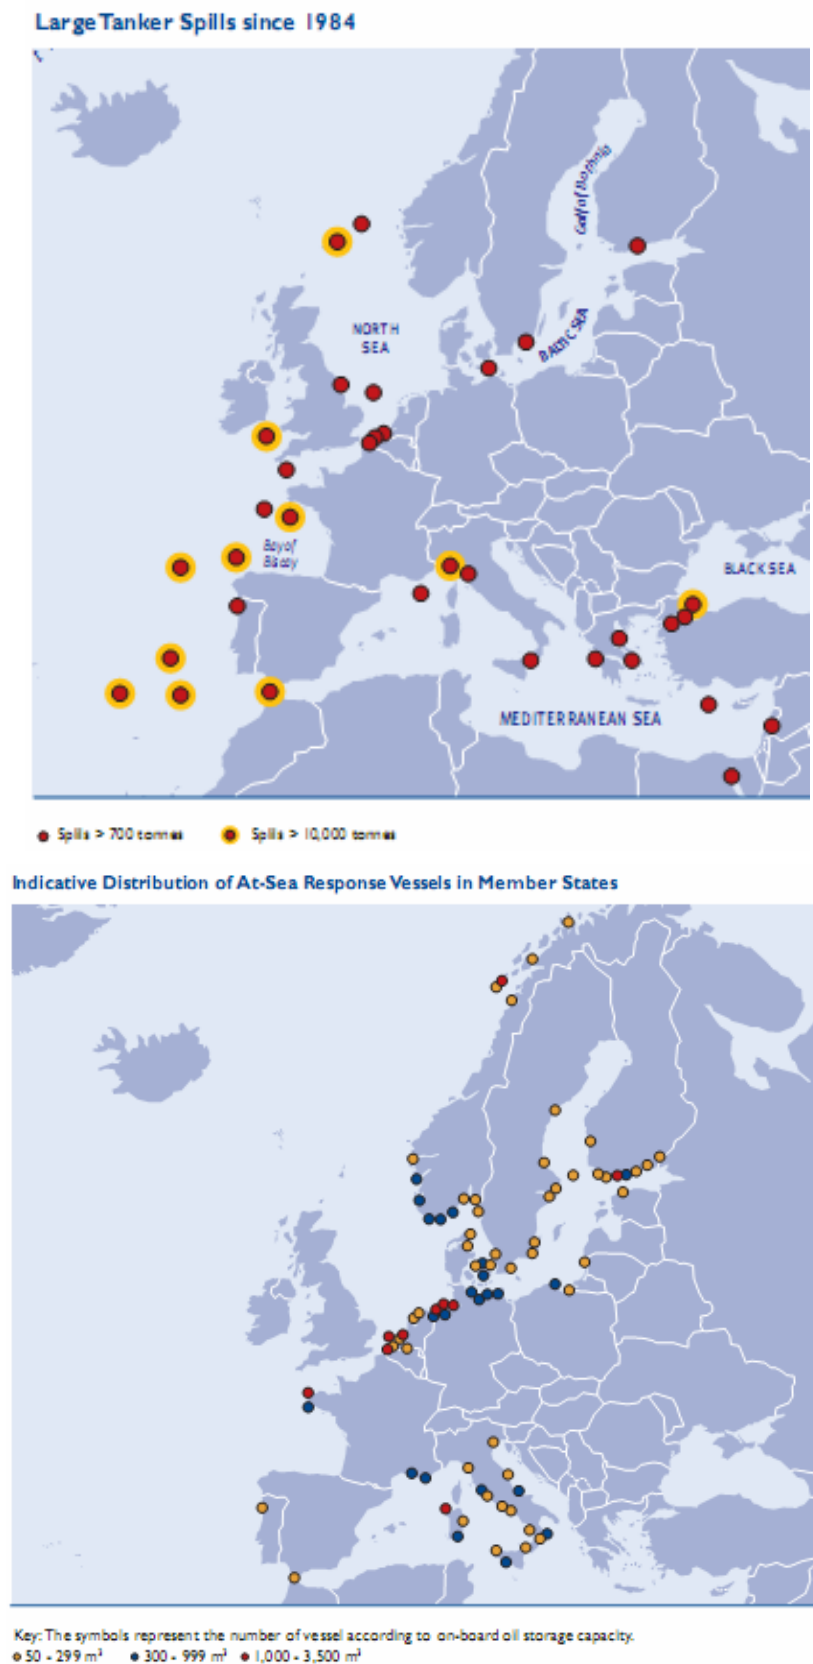 Large Tanker Spills since 1984
Gulf of Bothnia
NORTH
SEA
BALTIC SEA
Bay of
Biscay
BLACK SEA
MEDITERRANEAN SEA
Spills > 700 tonnes Spills > 10,000 tonnes
Indicative Distribution of At-Sea Response Vessels in Member States
Key: The symbols represent the number of vessel according to on-board oil storage capacity.
50 - 299 m³ 300 - 999 m³ 1,000 - 3,500 m³